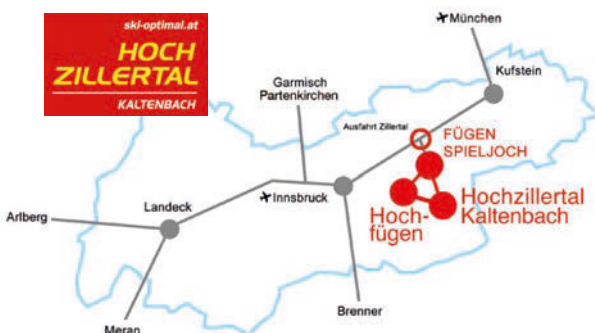 ski-optimal.at
HOCH
ZILLERTAL
KALTENBACH
München
Kufstein
Garmisch
Partenkirchen
Ausfahrt Zillertal
FÜGEN
SPIELJOCH
Innsbruck
Hochzillertal
Kaltenbach
Hoch-
fügen
Landeck
Arlberg
Brenner
Meran